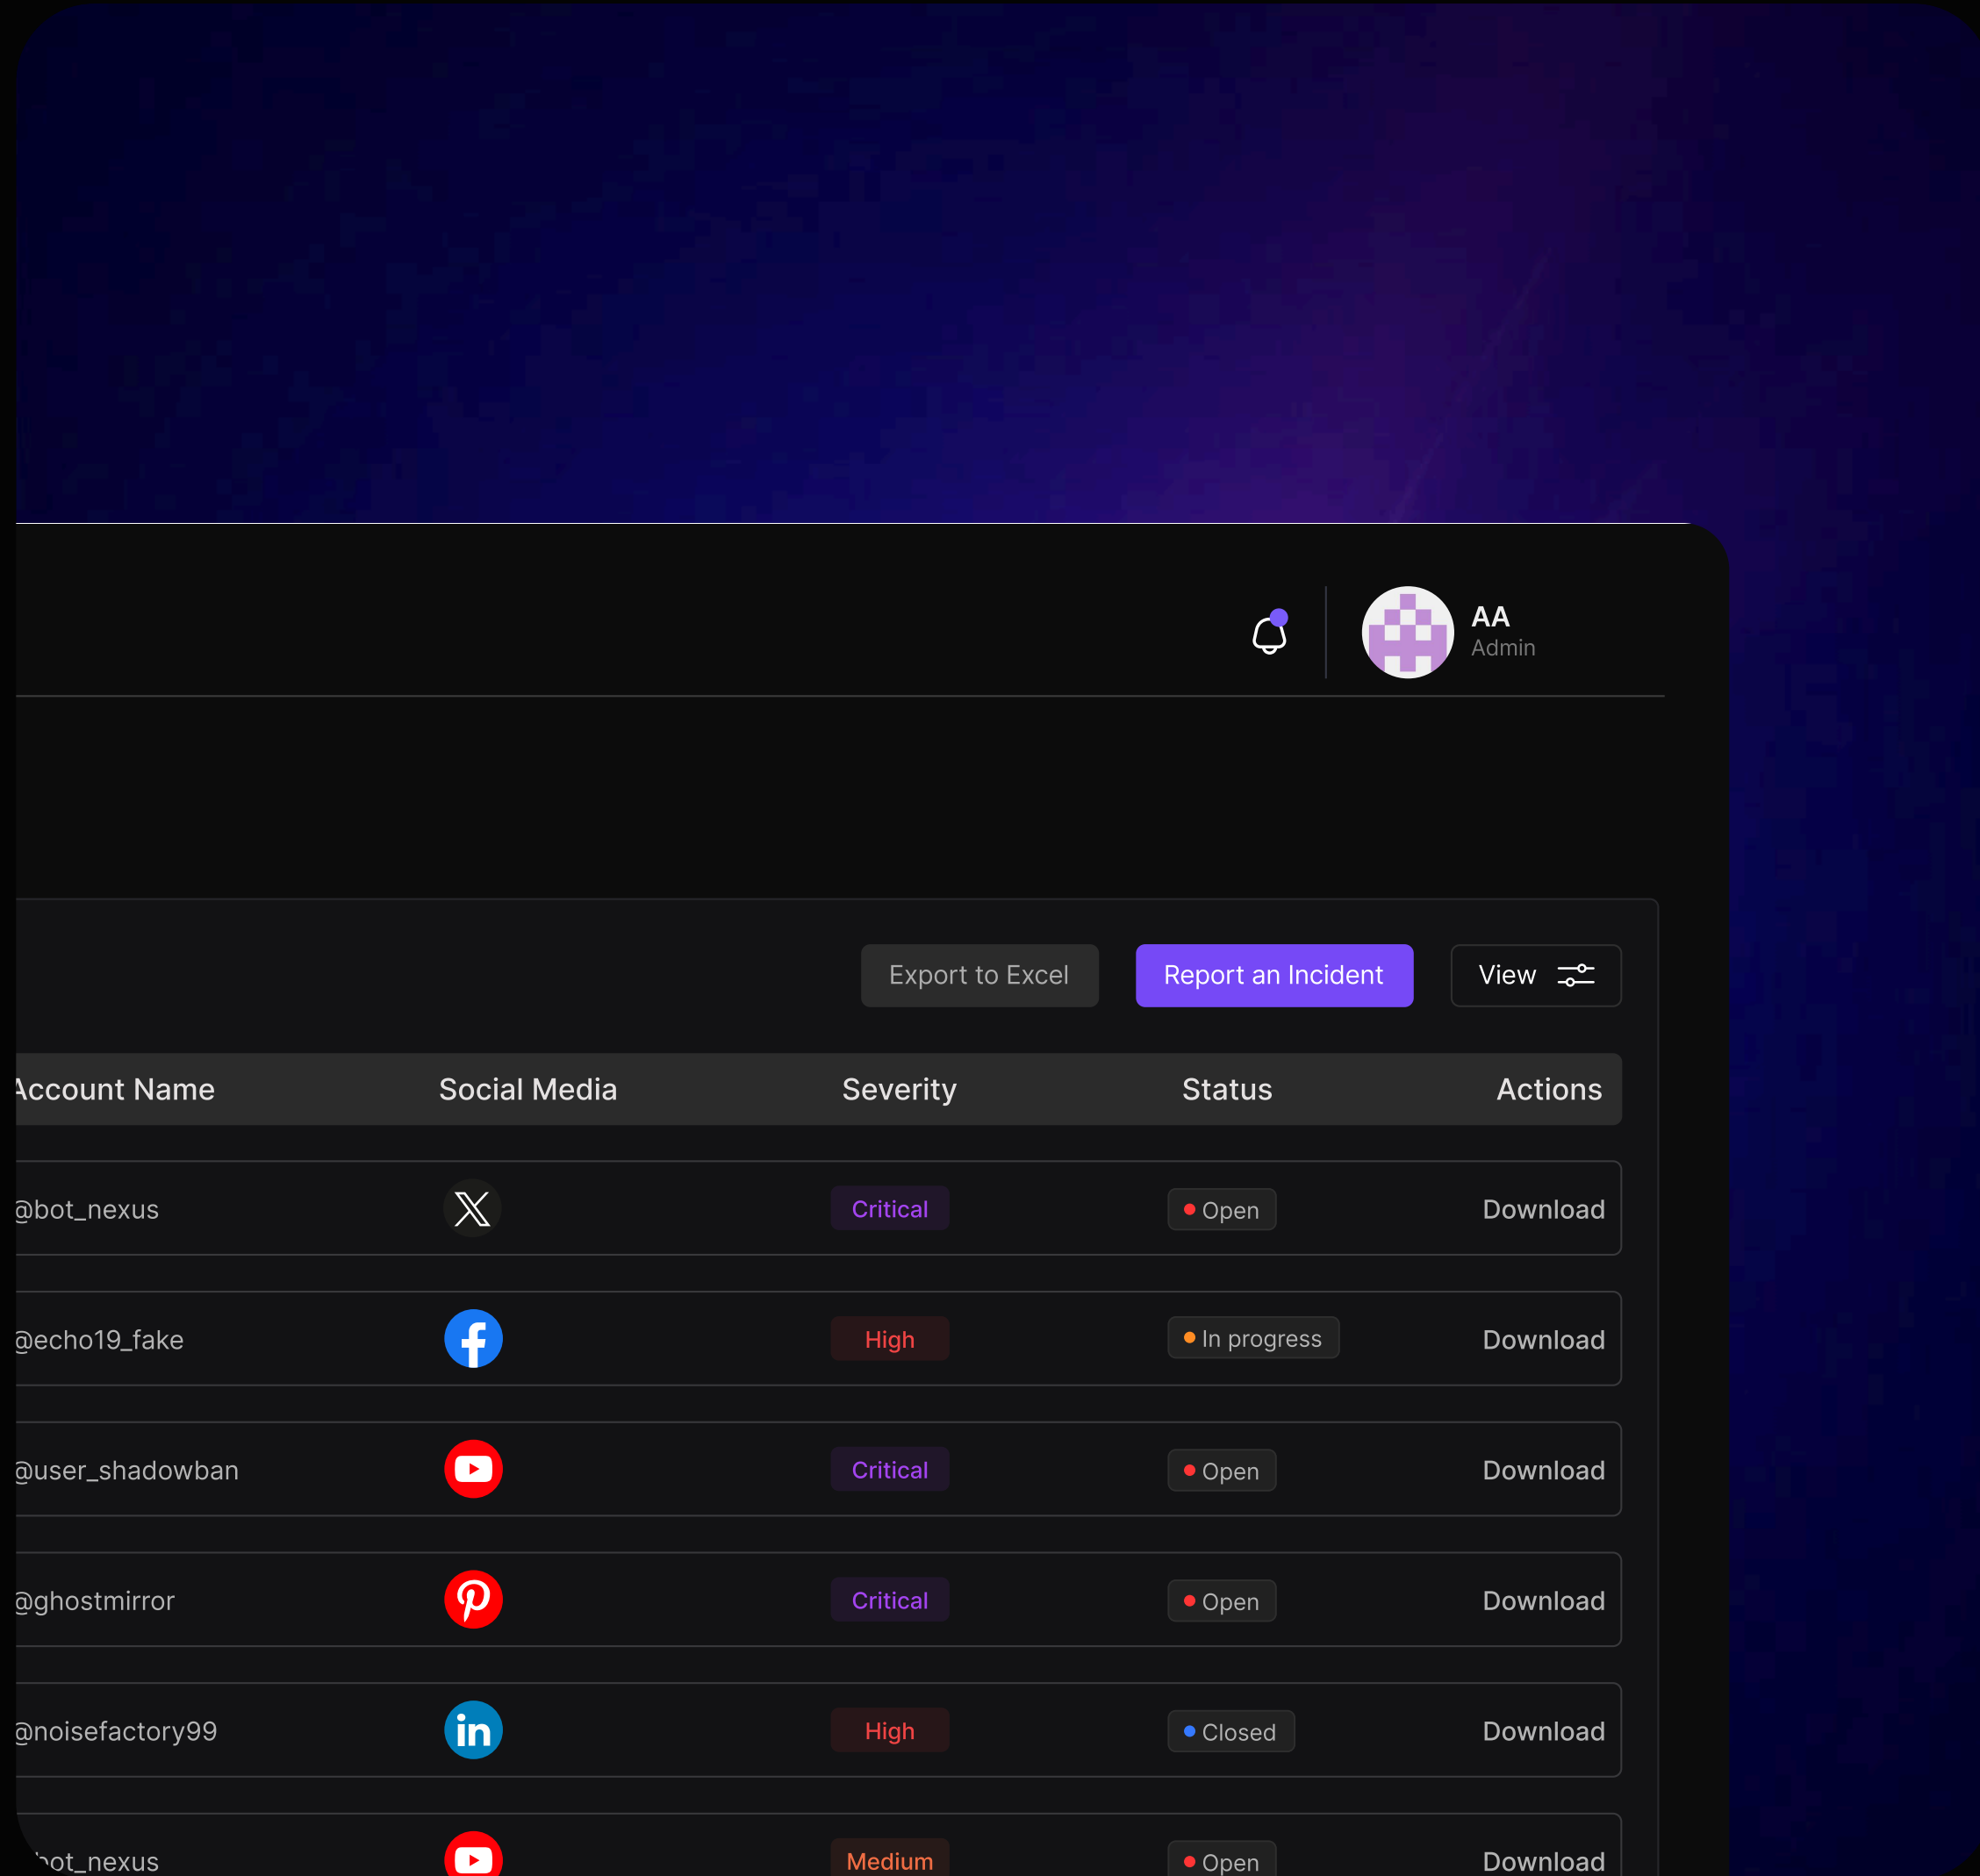 AA
Admin
Export to Excel Report an Incident View
Account Name Social Media Severity Status Actions
@bot_nexus Critical Open Download
@echo19_fake High In progress Download
@user_shadowban Critical Open Download
@ghostmirror Critical Open Download
@noisefactory99 High Closed Download
bot_nexus Medium Open Download